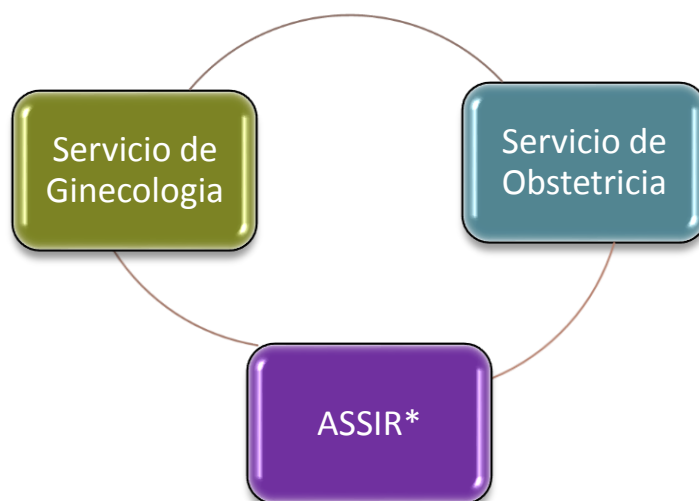 Servicio de
Ginecologia
Servicio de
Obstetricia
ASSIR*